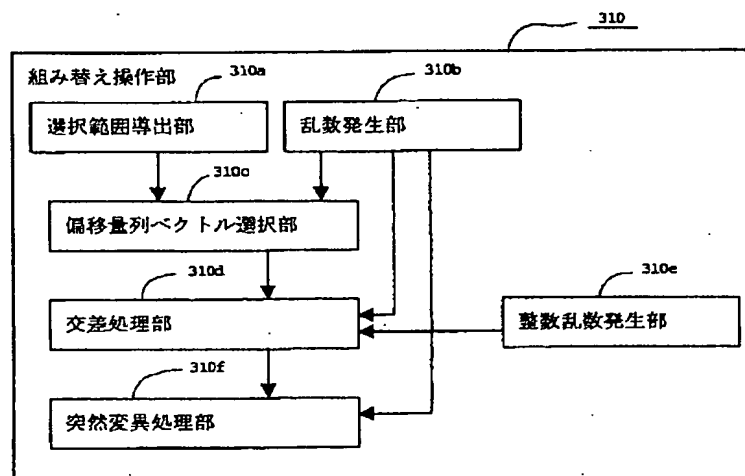 310
組み替え操作部
310a
310b
選択範囲導出部
乱数発生部
310c
偏移量列ベクトル選択部
310d
310e
交差処理部
整数乱数発生部
310f
突然変異処理部